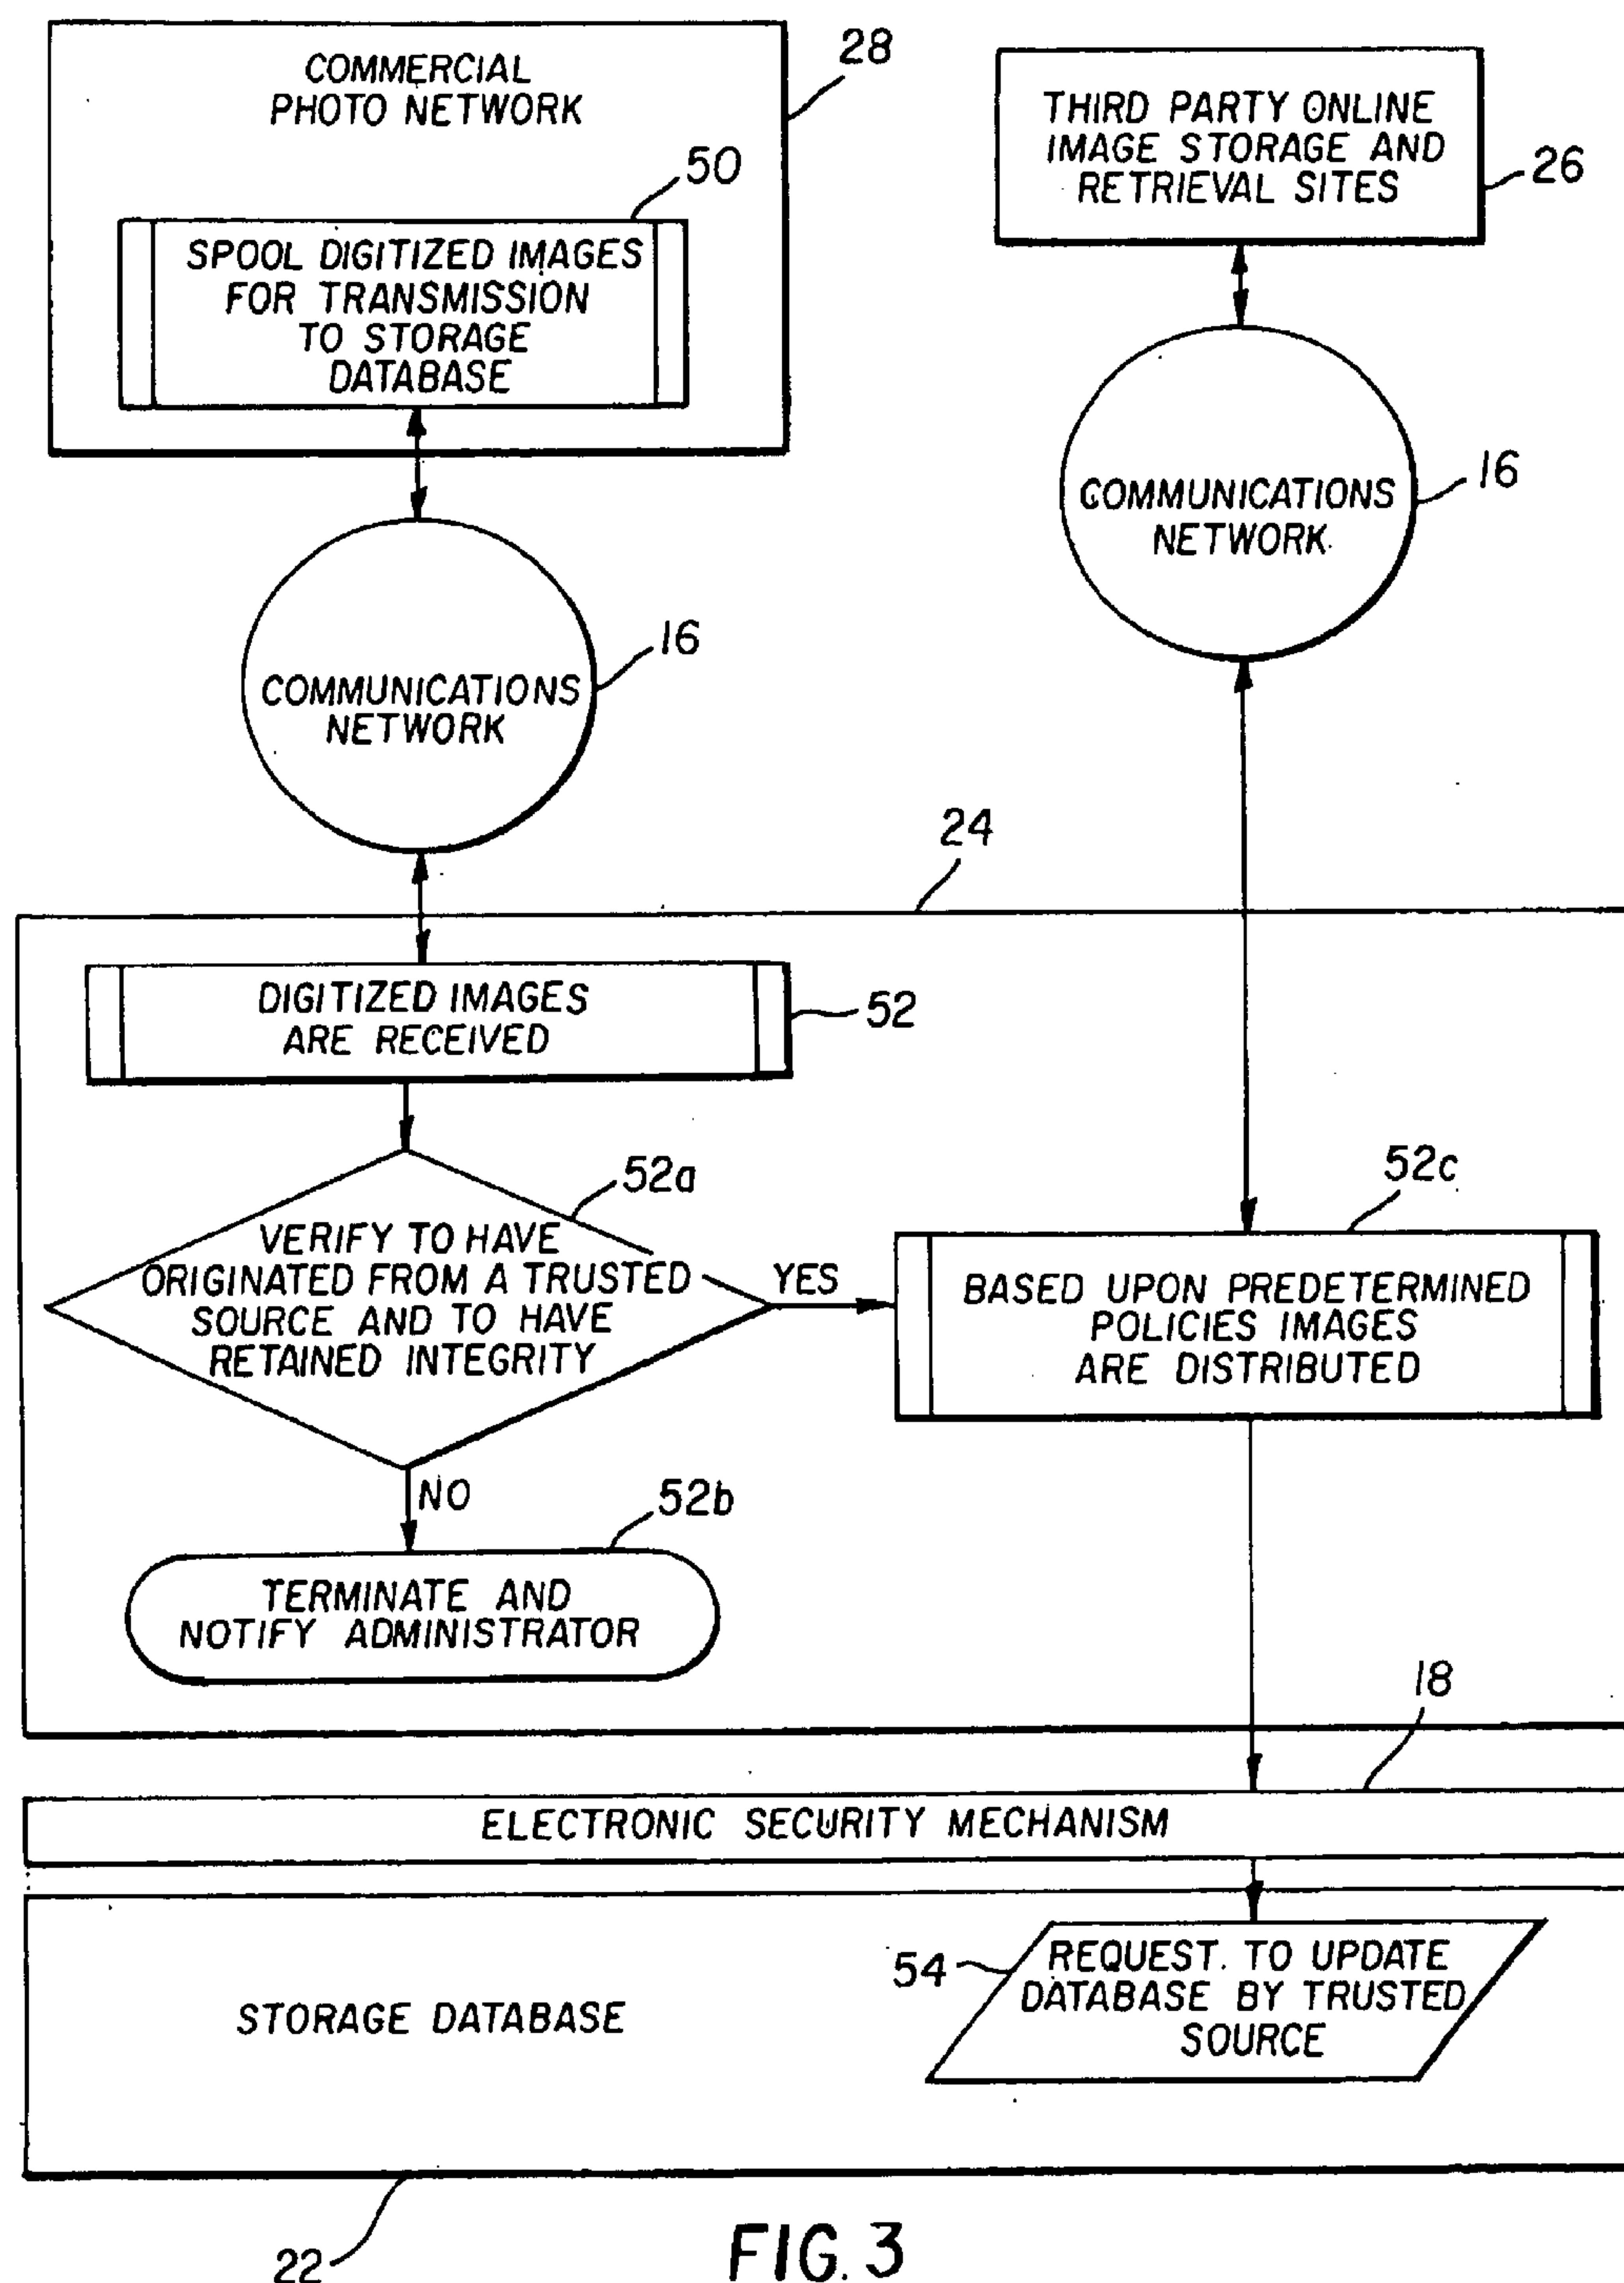 COMMERCIAL
PHOTO NETWORK
28
50
SPOOL DIGITIZED IMAGES
FOR TRANSMISSION
TO STORAGE
DATABASE
THIRD PARTY ONLINE
IMAGE STORAGE AND
RETRIEVAL SITES
26
COMMUNICATIONS
NETWORK
16
COMMUNICATIONS
NETWORK
16
24
DIGITIZED IMAGES
ARE RECEIVED
52
52a
VERIFY TO HAVE
ORIGINATED FROM A TRUSTED
SOURCE AND TO HAVE
RETAINED INTEGRITY
YES
52c
BASED UPON PREDETERMINED
POLICIES IMAGES
ARE DISTRIBUTED
NO
52b
TERMINATE AND
NOTIFY ADMINISTRATOR
18
ELECTRONIC SECURITY MECHANISM
STORAGE DATABASE
54
REQUEST. TO UPDATE
DATABASE BY TRUSTED
SOURCE
22
FIG. 3